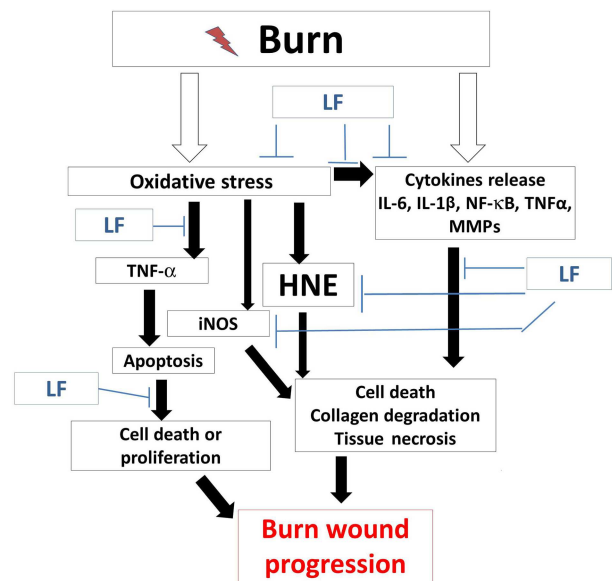 Burn
LF
Oxidative stress
Cytokines release
IL-6, IL-1β, NF-κB, TNFα,
MMPs
LF
TNF-α
HNE
LF
iNOS
Apoptosis
LF
Cell death
Collagen degradation
Tissue necrosis
Cell death or
proliferation
Burn wound
progression